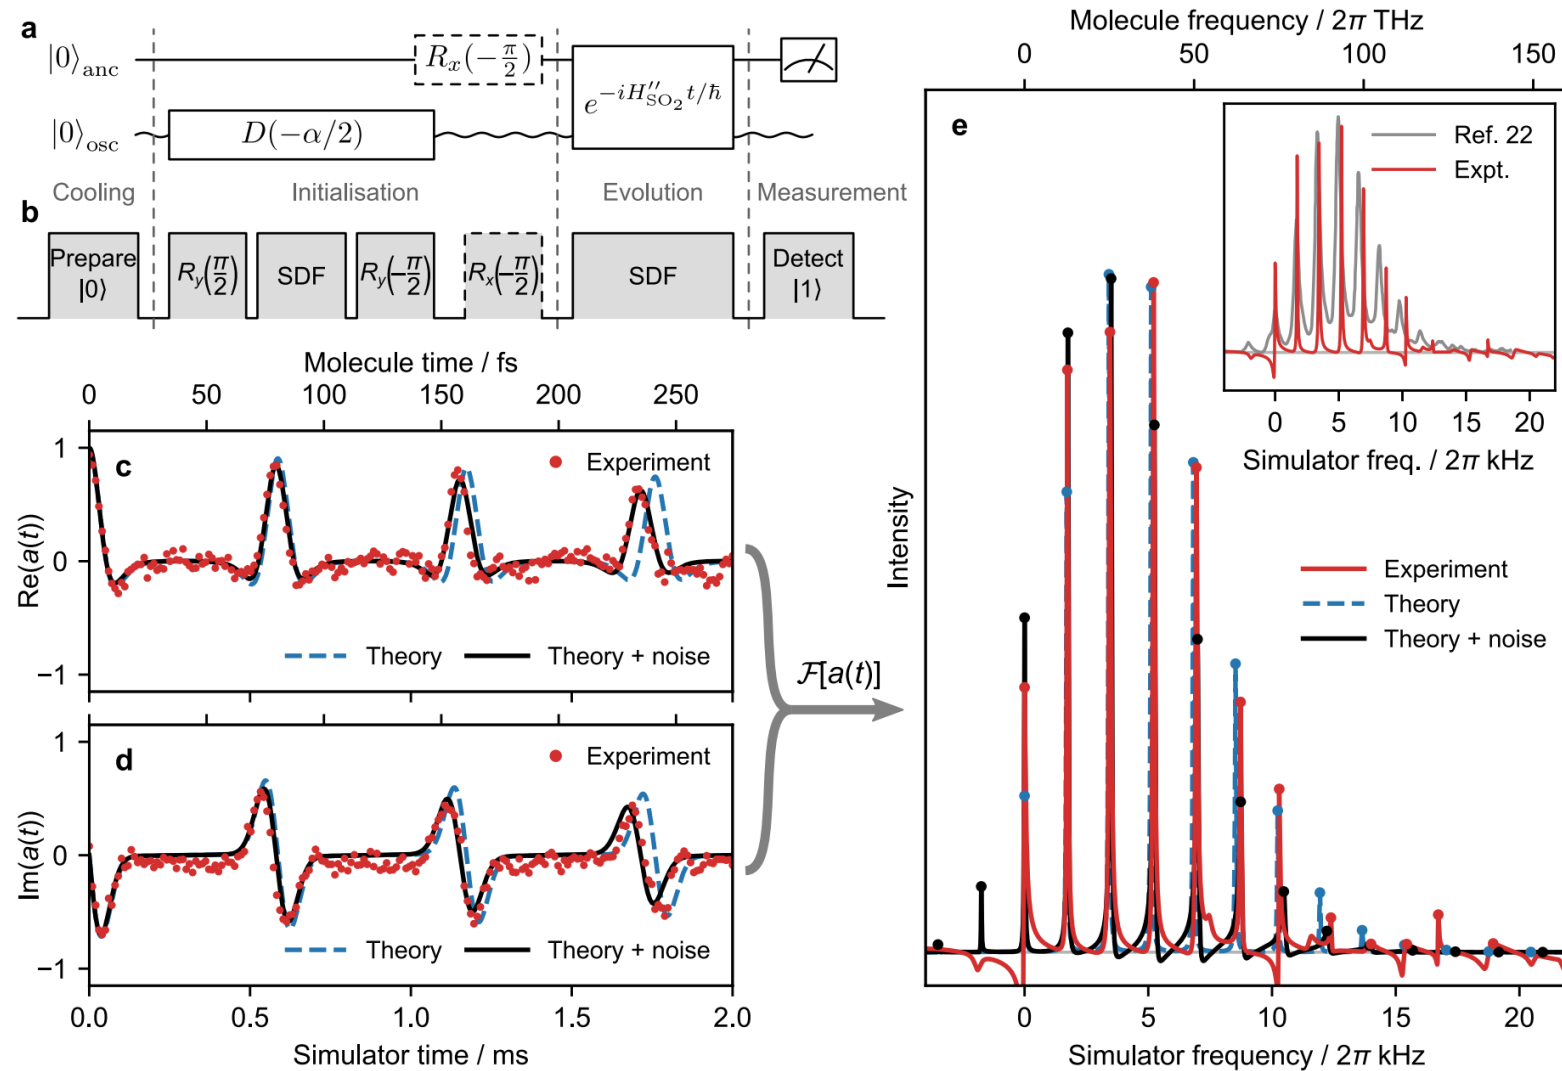 a
|0⟩anc
Rx(−π/2)
e^{−iH″SO2 t/ħ}
|0⟩osc
D(−α/2)
Cooling
Initialisation
Evolution
Measurement
b
Prepare
|0⟩
Ry(π/2)
SDF
Ry(−π/2)
Rx(−π/2)
SDF
Detect
|1⟩
Molecule time / fs
0 50 100 150 200 250
c
Experiment
Re(a(t))
1
0
−1
Theory
Theory + noise
d
Experiment
Im(a(t))
1
0
−1
Theory
Theory + noise
0.0 0.5 1.0 1.5 2.0
Simulator time / ms
F[a(t)]
Molecule frequency / 2π THz
0 50 100 150
e
Ref. 22
Expt.
0 5 10 15 20
Simulator freq. / 2π kHz
Intensity
Experiment
Theory
Theory + noise
0 5 10 15 20
Simulator frequency / 2π kHz